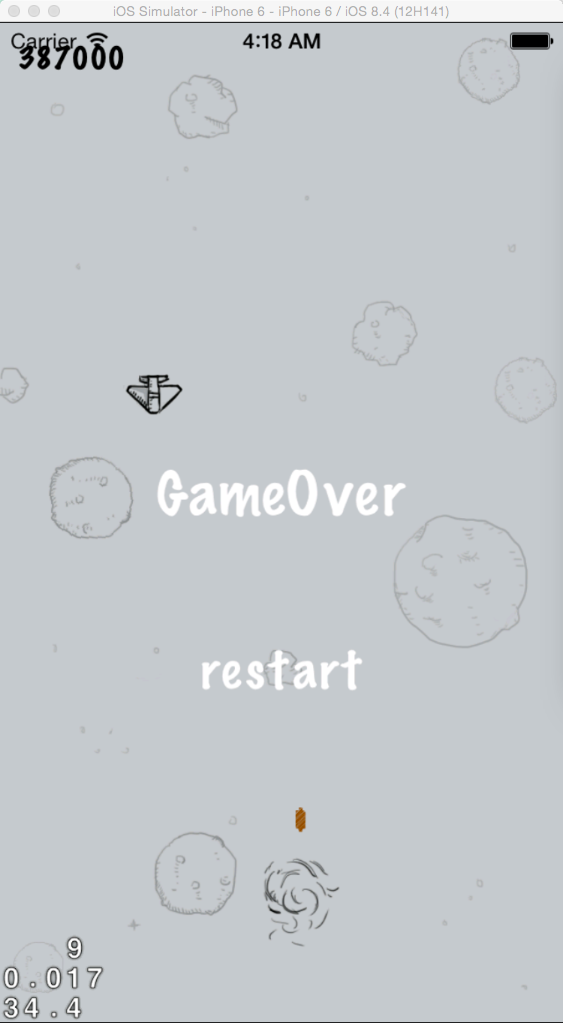 iOS Simulator - iPhone 6 - iPhone 6 / iOS 8.4 (12H141)
Carrier 4:18 AM
387000
GameOver
restart
9
0.017
34.4